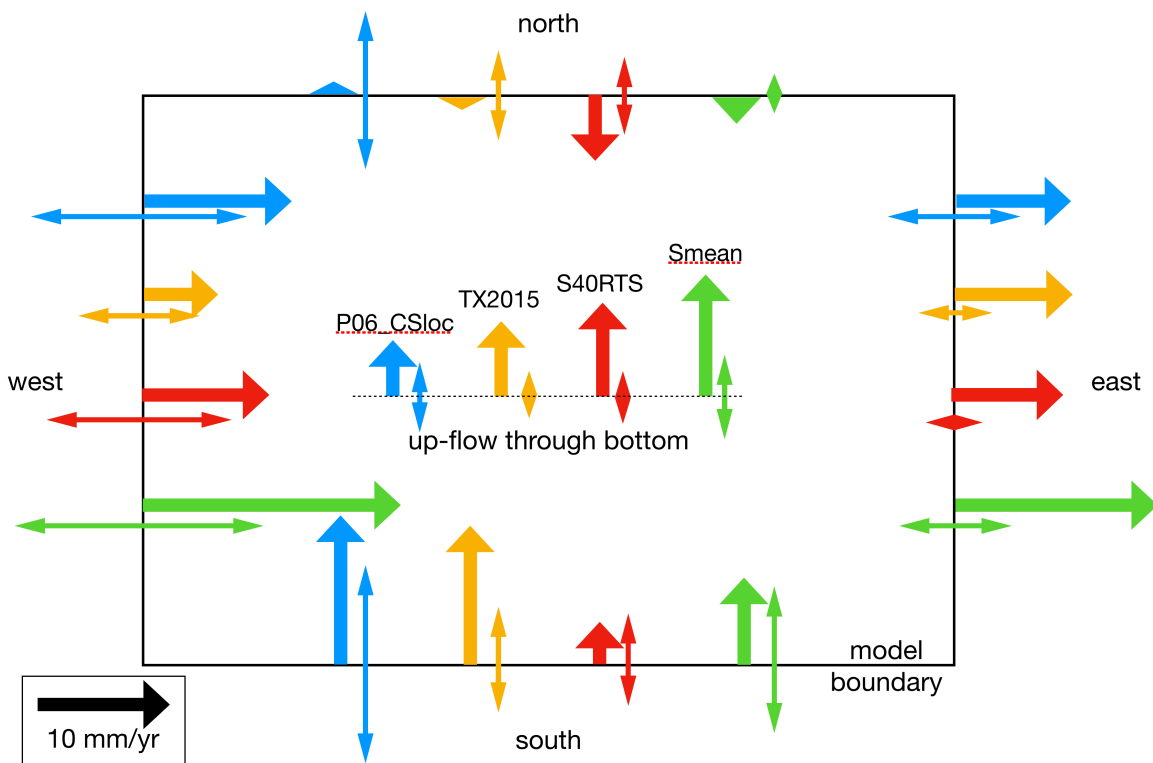 north
Smean
S40RTS
TX2015
P06_CSloc
west
east
up-flow through bottom
model
boundary
10 mm/yr
south